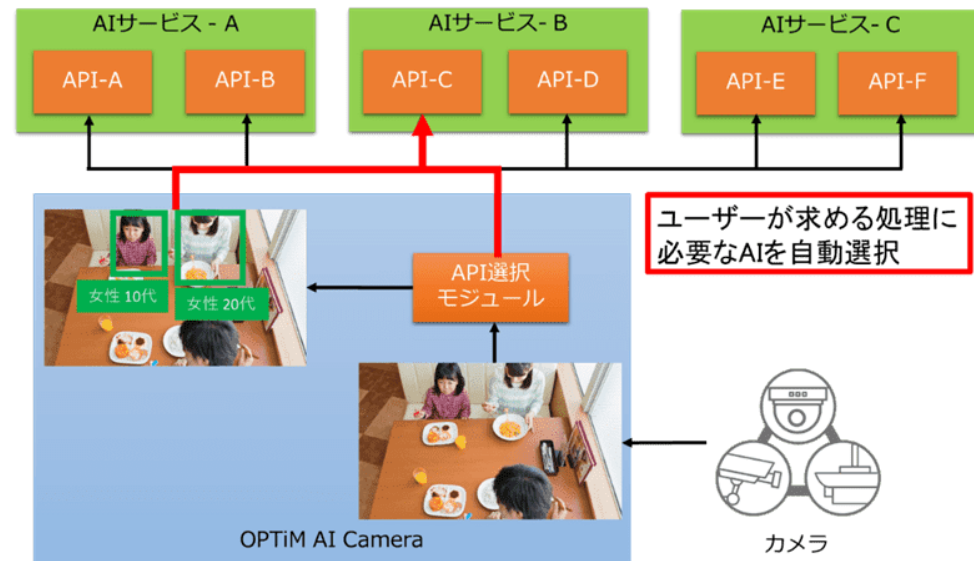 AIサービス - A
API-A
API-B
AIサービス- B
API-C
API-D
AIサービス- C
API-E
API-F
女性 10代
女性 20代
API選択
モジュール
ユーザーが求める処理に
必要なAIを自動選択
OPTiM AI Camera
カメラ